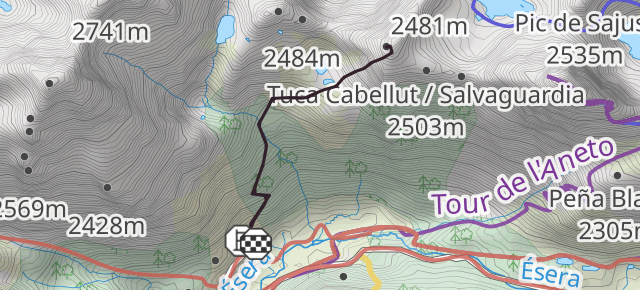 2481m
Pic de Sajus
2741m
2484m
2535m
Tuca Cabellut / Salvaguardia
2503m
Tour de l'Aneto
Peña Bla
2569m
2428m
2305m
Ésera
Ésera